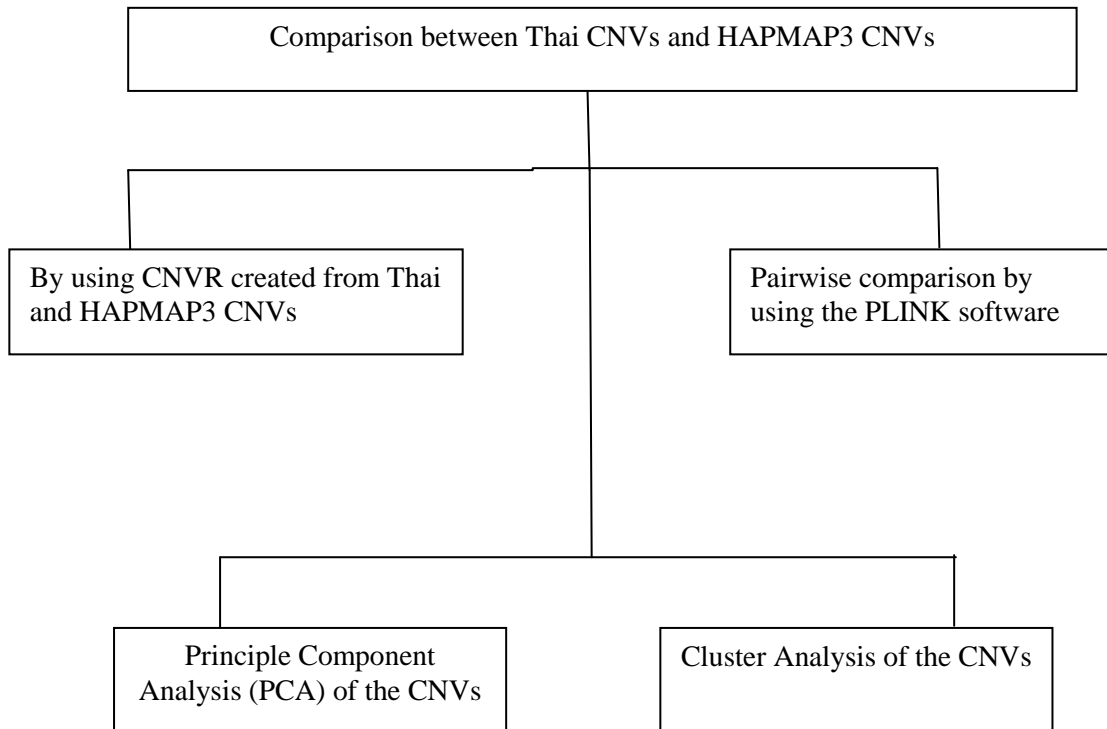 Comparison between Thai CNVs and HAPMAP3 CNVs
By using CNVR created from Thai
and HAPMAP3 CNVs
Pairwise comparison by
using the PLINK software
Principle Component
Analysis (PCA) of the CNVs
Cluster Analysis of the CNVs